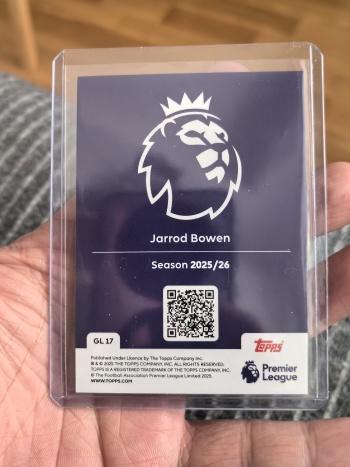 Jarrod Bowen
Season 2025/26
GL 17
TOPPS
Published Under Licence by The Topps Company Inc.
® & © 2025 THE TOPPS COMPANY, INC. ALL RIGHTS RESERVED.
TOPPS IS A REGISTERED TRADEMARK OF THE TOPPS COMPANY, INC.
© The Football Association Premier League Limited 2025.
WWW.TOPPS.COM
Premier
League